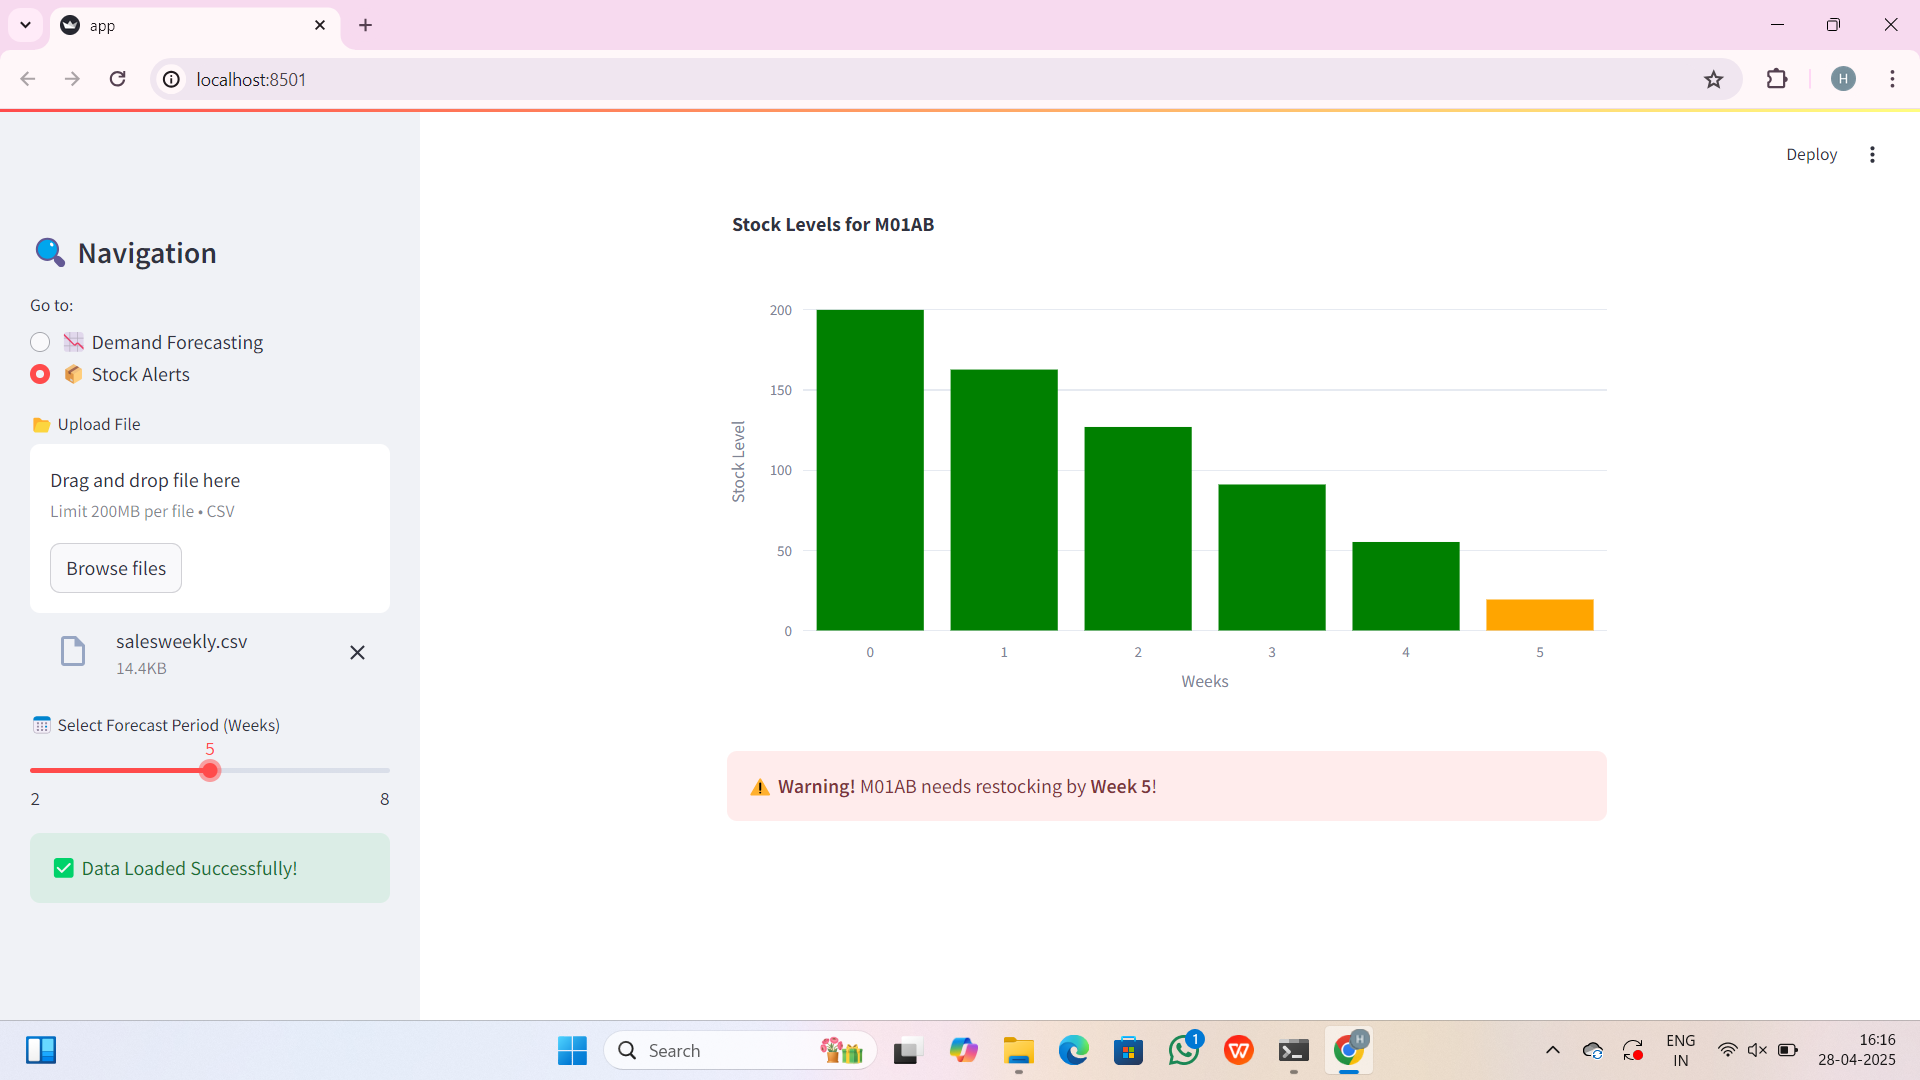 app
localhost:8501
H
Deploy
Navigation
Go to:
Demand Forecasting
Stock Alerts
Upload File
Drag and drop file here
Limit 200MB per file • CSV
Browse files
salesweekly.csv
14.4KB
Select Forecast Period (Weeks)
5
2 8
Data Loaded Successfully!
Stock Levels for M01AB
200
150
100
50
0
Stock Level
0 1 2 3 4 5
Weeks
Warning! M01AB needs restocking by Week 5!
Search
1
W
H
ENG
IN
16:16
28-04-2025